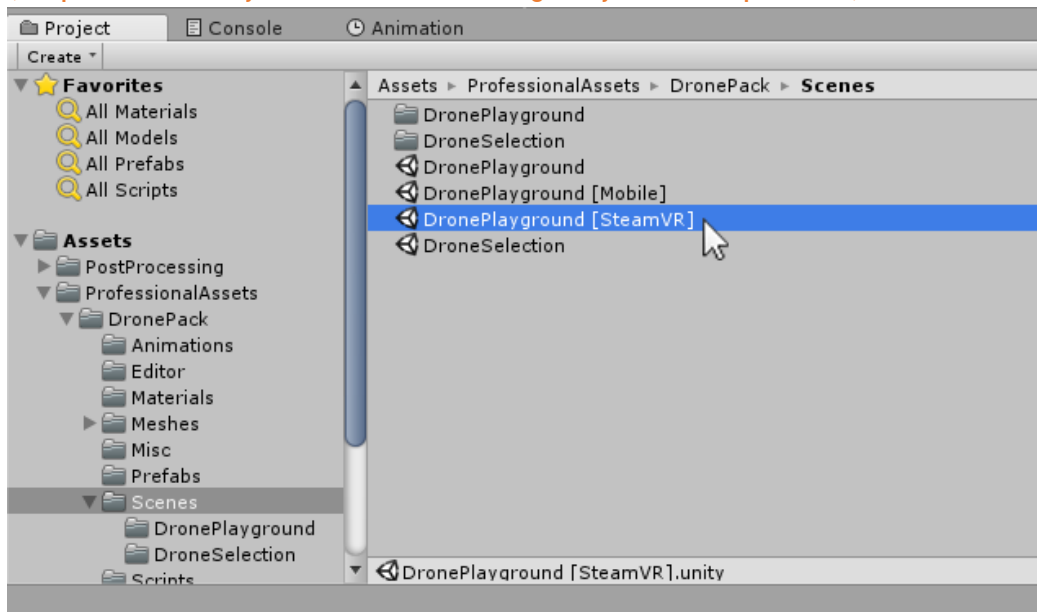 Project Console Animation
Create
Favorites
All Materials
All Models
All Prefabs
All Scripts
Assets
PostProcessing
ProfessionalAssets
DronePack
Animations
Editor
Materials
Meshes
Misc
Prefabs
Scenes
DronePlayground
DroneSelection
Scripts
Assets ▸ ProfessionalAssets ▸ DronePack ▸ Scenes
DronePlayground
DroneSelection
DronePlayground
DronePlayground [Mobile]
DronePlayground [SteamVR]
DroneSelection
DronePlayground [SteamVR].unity